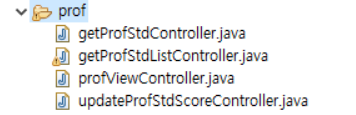 prof
getProfStdController.java
getProfStdListController.java
profViewController.java
updateProfStdScoreController.java